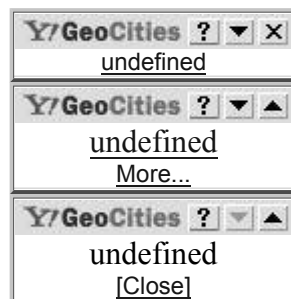 Y!GeoCities ?
undefined
Y!GeoCities ?
undefined
More...
Y!GeoCities ?
undefined
[Close]